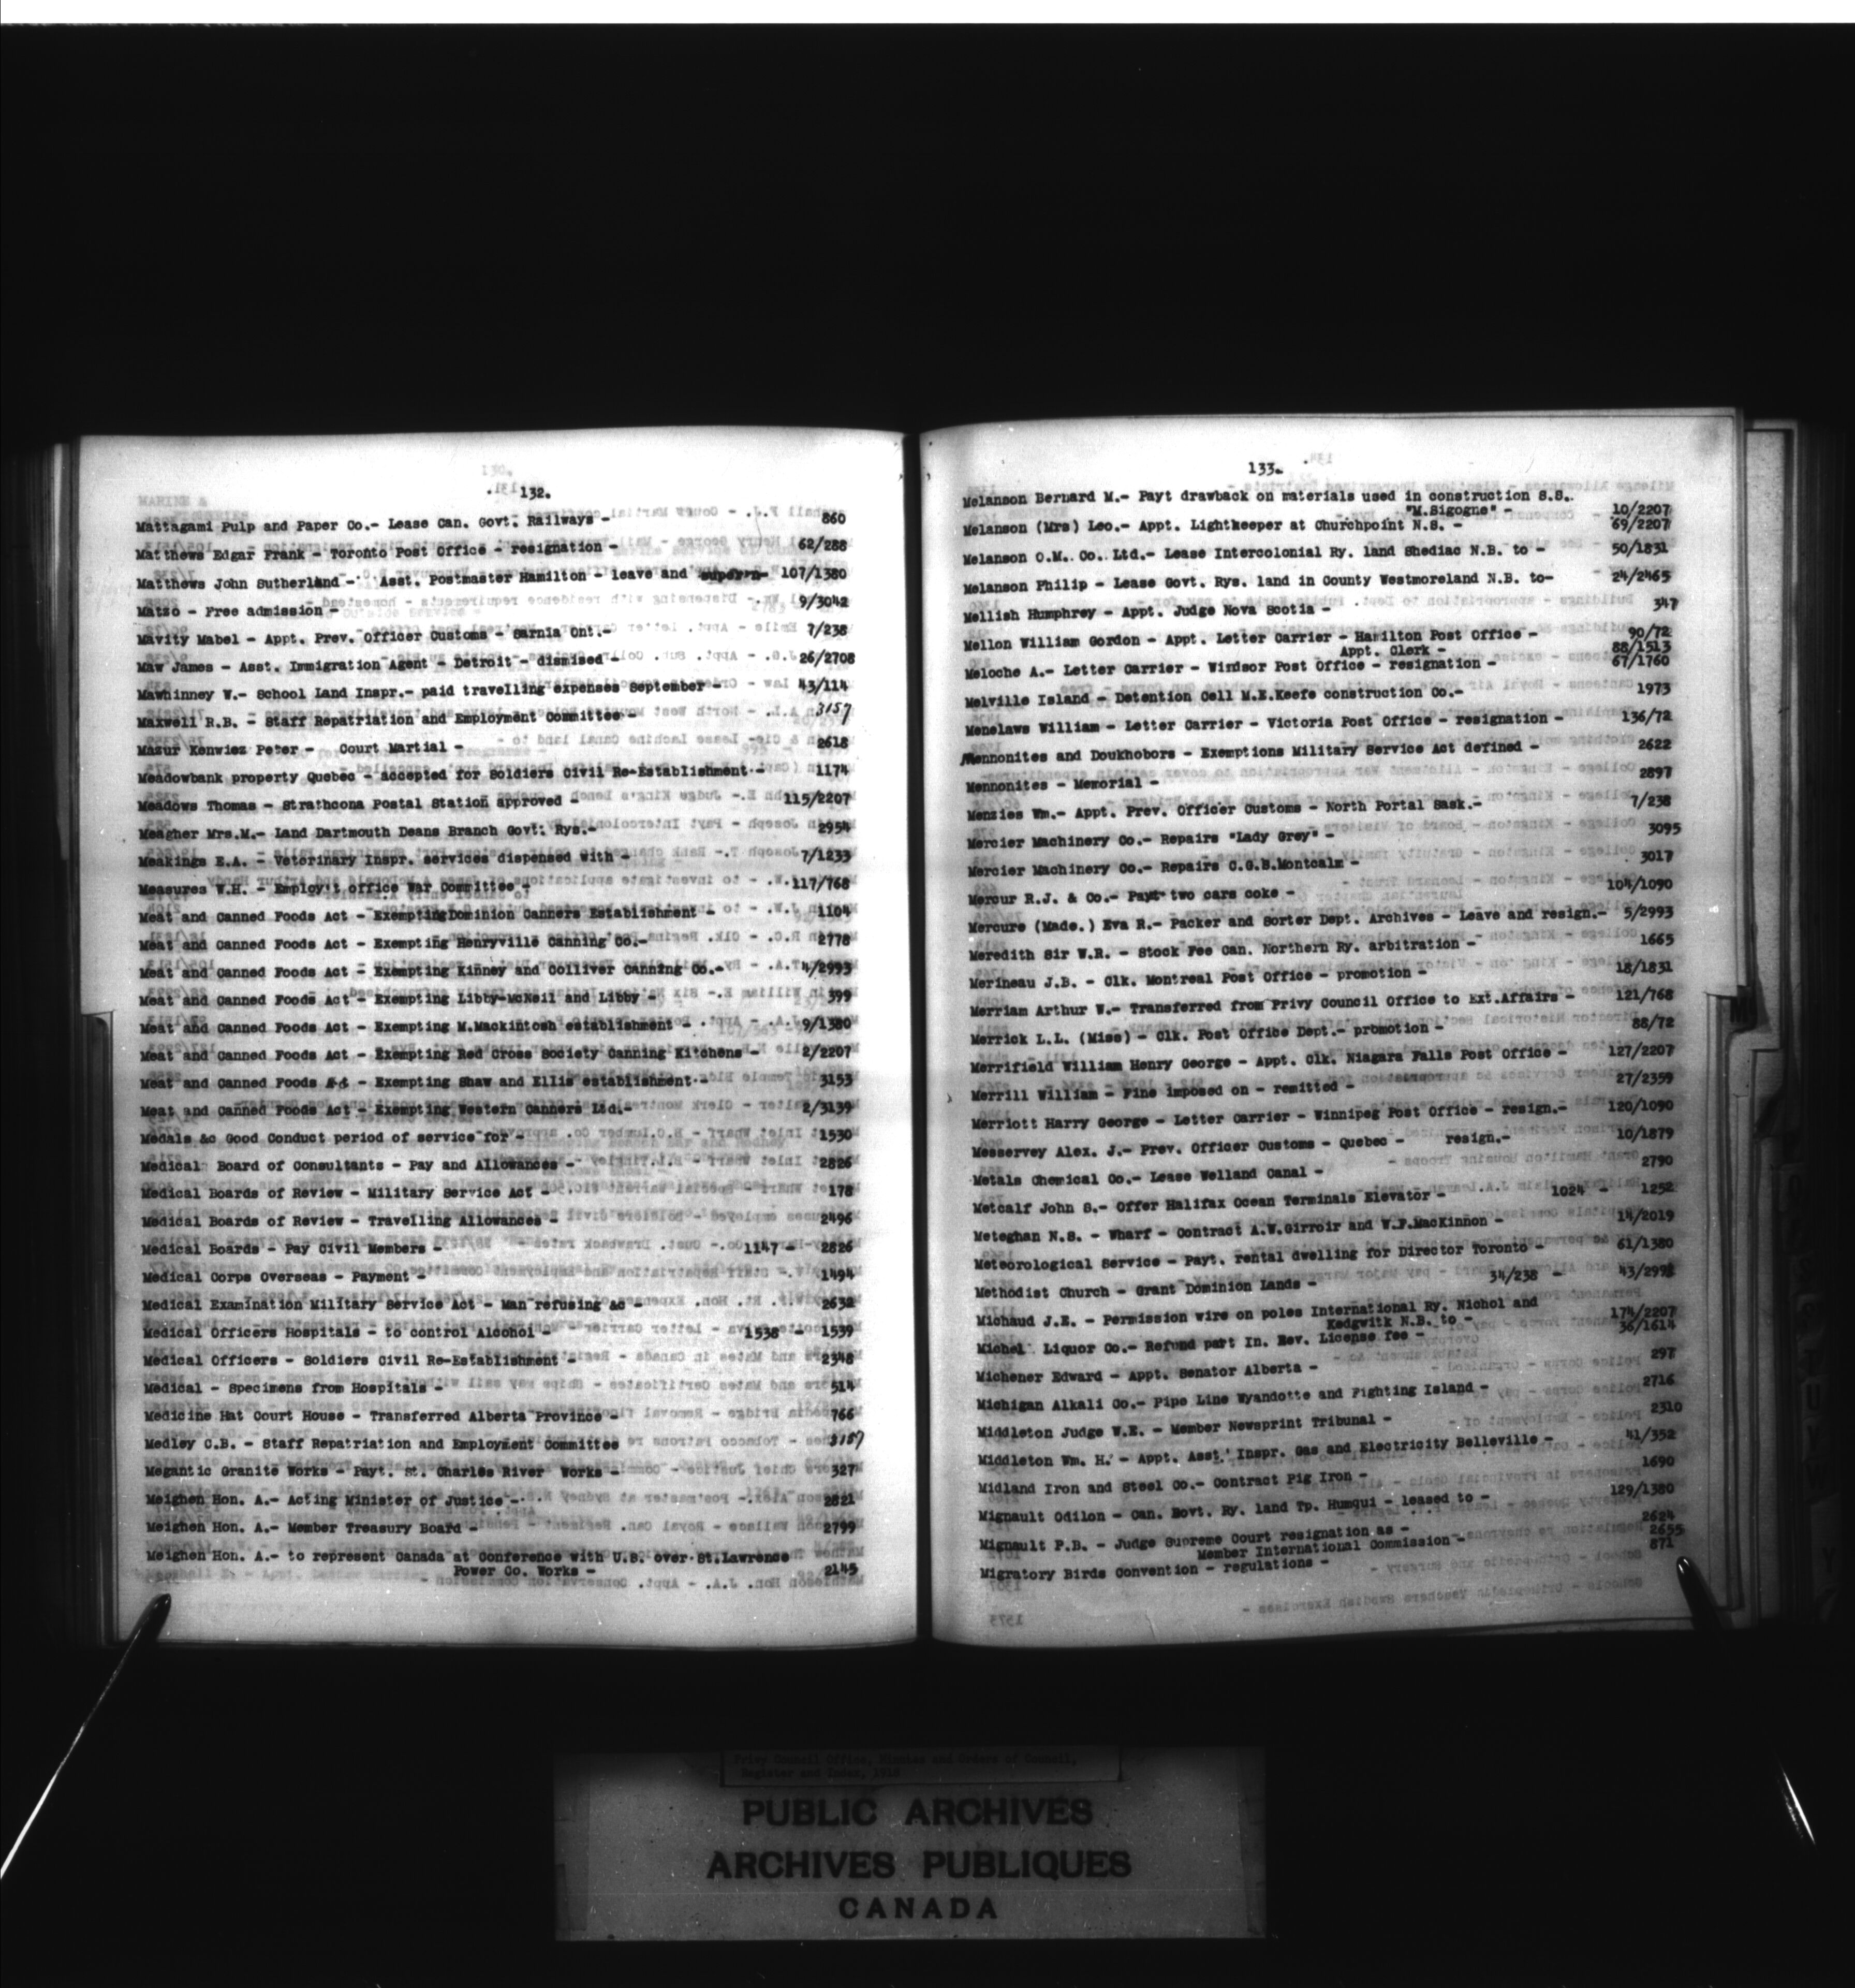 132.
Mattagami Pulp and Paper Co.- Lease Can. Govt. Railways - 860
Matthews Edgar Frank - Toronto Post Office - resignation - 62/288
Matthews John Sutherland - Asst. Postmaster Hamilton - leave and superrn- 107/1380
Matzo - Free admission - 9/3042
Mavity Mabel - Appt. Prev. Officer Customs - Sarnia Ont.- 7/238
Maw James - Asst. Immigration Agent - Detroit - dismised - 26/2708
Mawhinney W.- School Land Inspr.- paid travelling expenses September - 43/114
Maxwell R.B. - Staff Repatriation and Employment Committee - 3157
Mazur Kenwiez Peter - Court Martial - 2618
Meadowbank property Quebec - accepted for Soldiers Civil Re-Establishment - 1174
Meadows Thomas - Strathcona Postal Station approved - 115/2207
Meagher Mrs.M.- Land Dartmouth Deans Branch Govt. Rys.- 2954
Meakings E.A. - Veterinary Inspr. services dispensed with - 7/1233
Measures W.H. - Employ't office War Committee - 117/768
Meat and Canned Foods Act - Exempting Dominion Canners Establishment - 1104
Meat and Canned Foods Act - Exempting Henryville Canning Co.- 2778
Meat and Canned Foods Act - Exempting Kinney and Colliver Canning Co.- 4/2993
Meat and Canned Foods Act - Exempting Libby-McNeil and Libby - 399
Meat and Canned Foods Act - Exempting M.Mackintosh establishment - 9/1380
Meat and Canned Foods Act - Exempting Red Cross Society Canning Kitchens - 2/2207
Meat and Canned Foods Act - Exempting Shaw and Ellis establishment - 3153
Meat and Canned Foods Act - Exempting Western Canners Ltd.- 2/3139
Medals &c Good Conduct period of service for - 1530
Medical Board of Consultants - Pay and Allowances - 2826
Medical Boards of Review - Military Service Act - 178
Medical Boards of Review - Travelling Allowances - 2496
Medical Boards - Pay Civil Members - 1147 - 2826
Medical Corps Overseas - Payment - 1494
Medical Examination Military Service Act - Man refusing &c - 2632
Medical Officers Hospitals - to control Alcohol - 1538 - 1539
Medical Officers - Soldiers Civil Re-Establishment - 2348
Medical - Specimens from Hospitals - 514
Medicine Hat Court House - Transferred Alberta Province - 766
Medley C.B. - Staff Repatriation and Employment Committee 3157
Megantic Granite Works - Payt. St. Charles River Works - 327
Meighen Hon. A.- Acting Minister of Justice - 2821
Meighen Hon. A.- Member Treasury Board - 2799
Meighen Hon. A.- to represent Canada at Conference with U.S. over St.Lawrence
Power Co. Works - 2145
133.
Melanson Bernard M.- Payt drawback on materials used in construction S.S.
"M.Sigogne" - 10/2207
Melanson (Mrs) Leo.- Appt. Lightkeeper at Churchpoint N.S. - 69/2207
Melanson O.M. Co. Ltd.- Lease Intercolonial Ry. land Shediac N.B. to - 50/1831
Melanson Philip - Lease Govt. Rys. land in County Westmoreland N.B. to- 24/2465
Mellish Humphrey - Appt. Judge Nova Scotia - 347
Mellon William Gordon - Appt. Letter Carrier - Hamilton Post Office - 90/72
Appt. Clerk - 88/1513
Meloche A.- Letter Carrier - Windsor Post Office - resignation - 67/1760
Melville Island - Detention Cell M.E.Keefe construction Co.- 1973
Menelaws William - Letter Carrier - Victoria Post Office - resignation - 136/72
Mennonites and Doukhobors - Exemptions Military Service Act defined - 2622
Mennonites - Memorial - 2897
Menzies Wm.- Appt. Prev. Officer Customs - North Portal Sask.- 7/238
Mercier Machinery Co.- Repairs "Lady Grey" - 3095
Mercier Machinery Co.- Repairs C.G.S.Montcalm - 3017
Mercur R.J. & Co.- Payt two cars coke - 104/1090
Mercure (Made.) Eva R.- Packer and Sorter Dept. Archives - Leave and resign.- 5/2993
Meredith Sir W.R. - Stock Fee Can. Northern Ry. arbitration - 1665
Merineau J.B. - Clk. Montreal Post Office - promotion - 18/1831
Merriam Arthur W.- Transferred from Privy Council Office to Ext.Affairs - 121/768
Merrick L.L. (Miss) - Clk. Post Office Dept.- promotion - 88/72
Merrifield William Henry George - Appt. Clk. Niagara Falls Post Office - 127/2207
Merrill William - Fine imposed on - remitted - 27/2359
Merriott Harry George - Letter Carrier - Winnipeg Post Office - resign.- 120/1090
Messervey Alex. J.- Prev. Officer Customs - Quebec - resign.- 10/1879
Metals Chemical Co.- Lease Welland Canal - 2790
Metcalf John S.- Offer Halifax Ocean Terminals Elevator - 1024 - 1252
Meteghan N.S. - Wharf - Contract A.W.Girroir and W.F.MacKinnon - 14/2019
Meteorological Service - Payt. rental dwelling for Director Toronto - 61/1380
Methodist Church - Grant Dominion Lands - 34/238 - 43/2992
Michaud J.E. - Permission wire on poles International Ry. Nichol and
Kedgwitk N.B. to - 174/2207
Michel Liquor Co.- Refund part In. Rev. License fee - 36/1614
Michener Edward - Appt. Senator Alberta - 297
Michigan Alkali Co.- Pipe Line Wyandotte and Fighting Island - 2716
Middleton Judge W.E. - Member Newsprint Tribunal - 2310
Middleton Wm. H. - Appt. Asst. Inspr. Gas and Electricity Belleville - 41/352
Midland Iron and Steel Co.- Contract Pig Iron - 1690
Mignault Odilon - Can. Govt. Ry. land Tp. Humqui - leased to - 129/1380
Mignault P.B. - Judge Supreme Court resignation as - 2624
Member International Commission - 2655
Migratory Birds Convention - regulations - 871
Privy Council Office, Minutes and Orders of Council,
Register and Index, 1918
PUBLIC ARCHIVES
ARCHIVES PUBLIQUES
CANADA